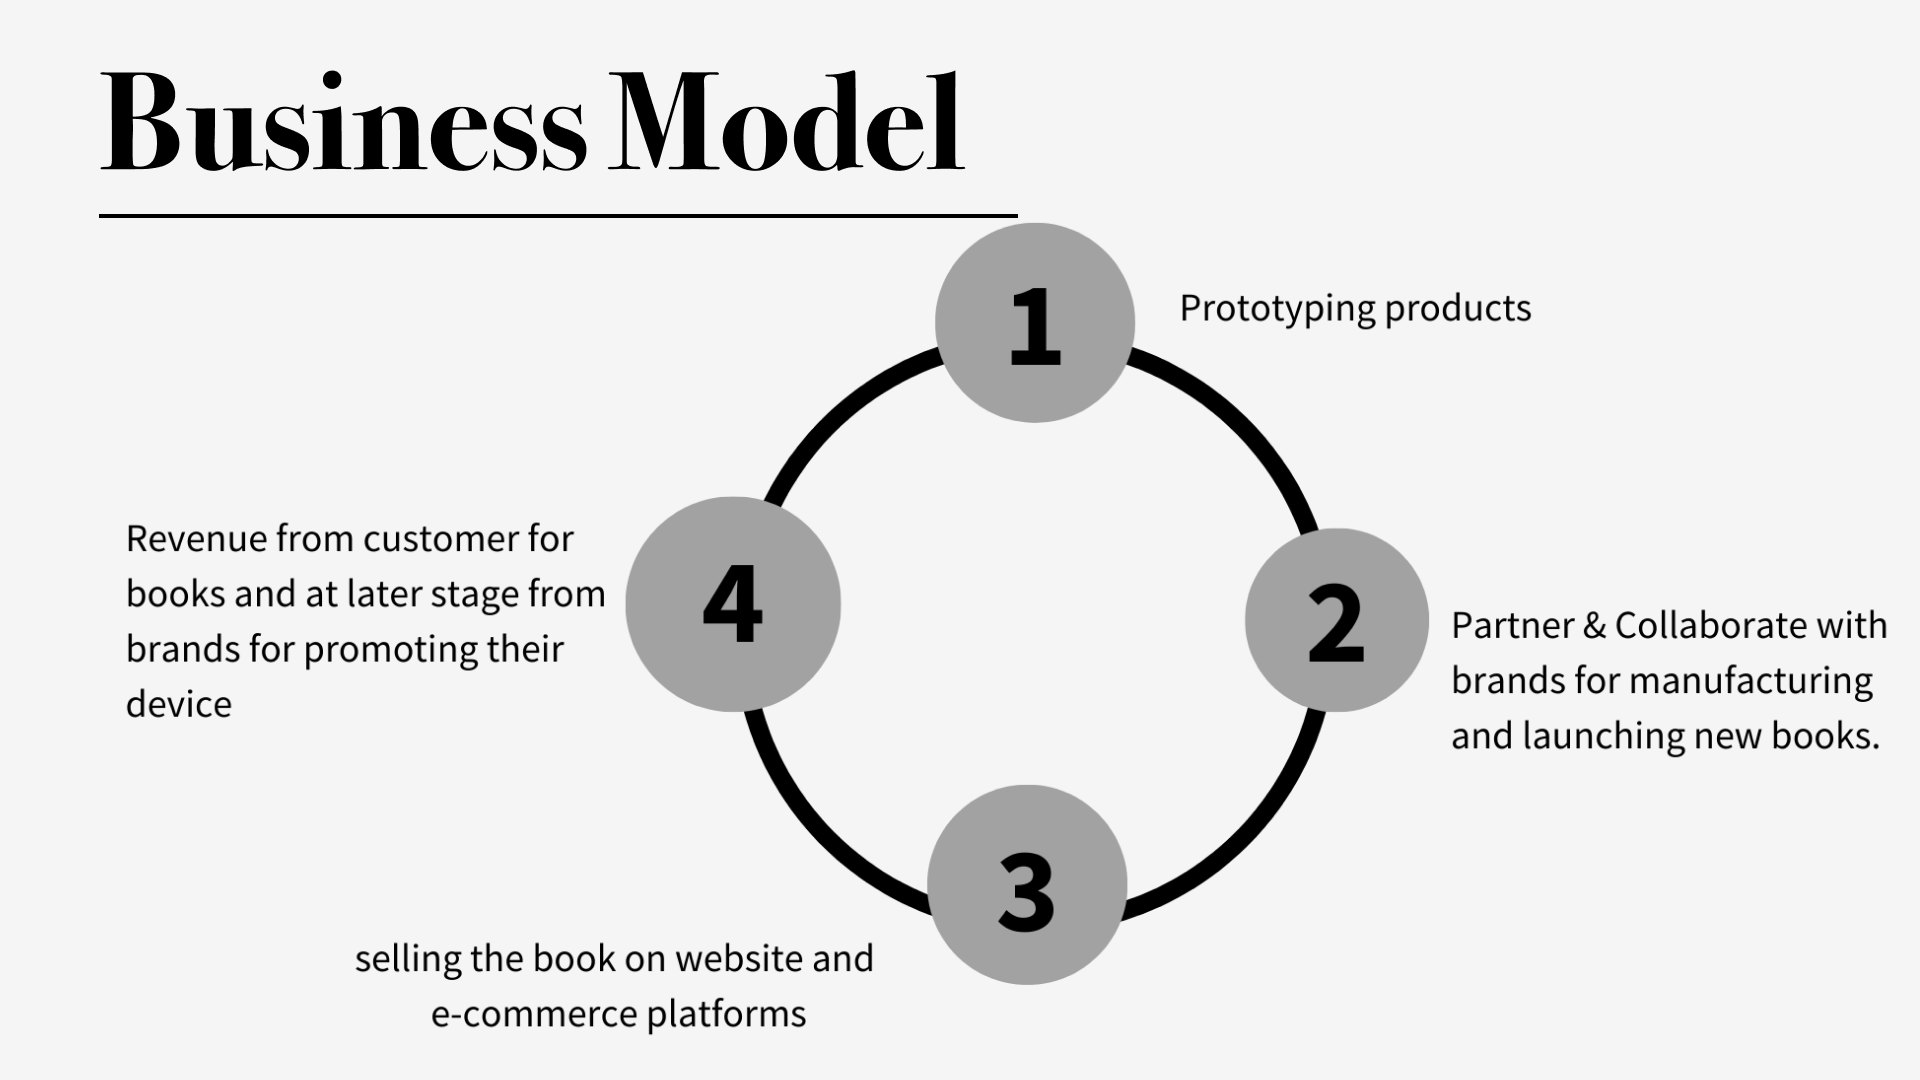 Business Model
1
Prototyping products
2
Partner & Collaborate with
brands for manufacturing
and launching new books.
3
selling the book on website and
e-commerce platforms
4
Revenue from customer for
books and at later stage from
brands for promoting their
device